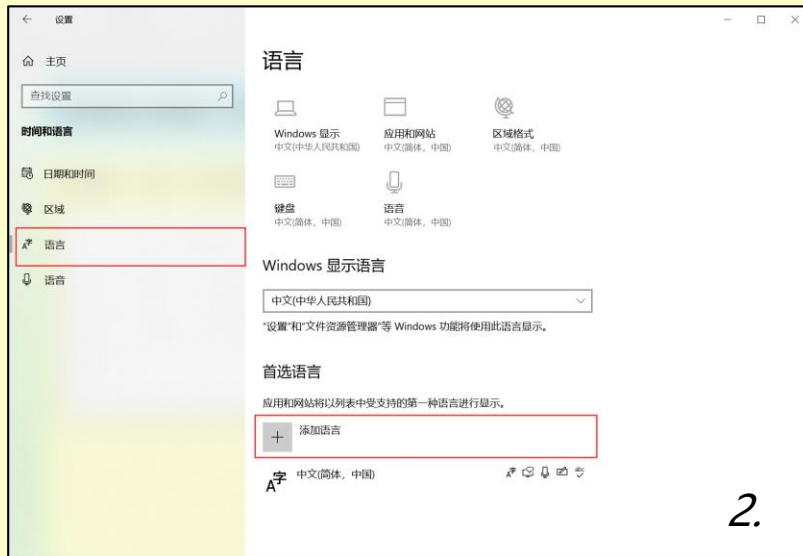 设置
主页
查找设置
时间和语言
日期和时间
区域
语言
语音
语言
Windows 显示
中文(中华人民共和国)
应用和网站
中文(简体，中国)
区域格式
中文(简体，中国)
键盘
中文(简体，中国)
语音
中文(简体，中国)
Windows 显示语言
中文(中华人民共和国)
"设置"和"文件资源管理器"等 Windows 功能将使用此语言显示。
首选语言
应用和网站将以列表中受支持的第一种语言进行显示。
添加语言
中文(简体，中国)
2.